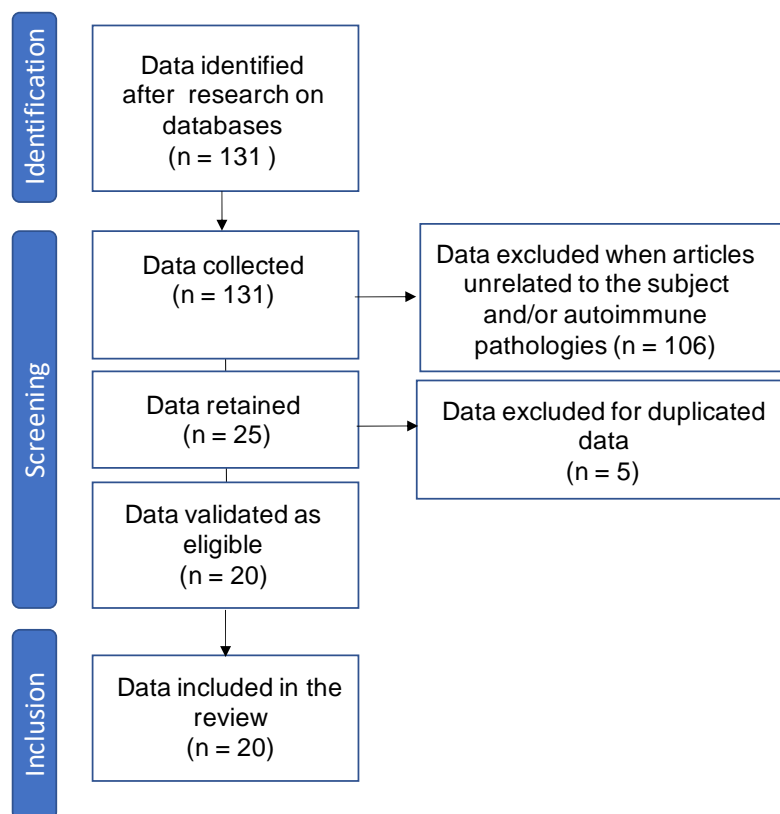 Identification
Data identified
after research on
databases
(n = 131 )
Screening
Data collected
(n = 131)
Data excluded when articles
unrelated to the subject
and/or autoimmune
pathologies (n = 106)
Data retained
(n = 25)
Data excluded for duplicated
data
(n = 5)
Data validated as
eligible
(n = 20)
Inclusion
Data included in the
review
(n = 20)